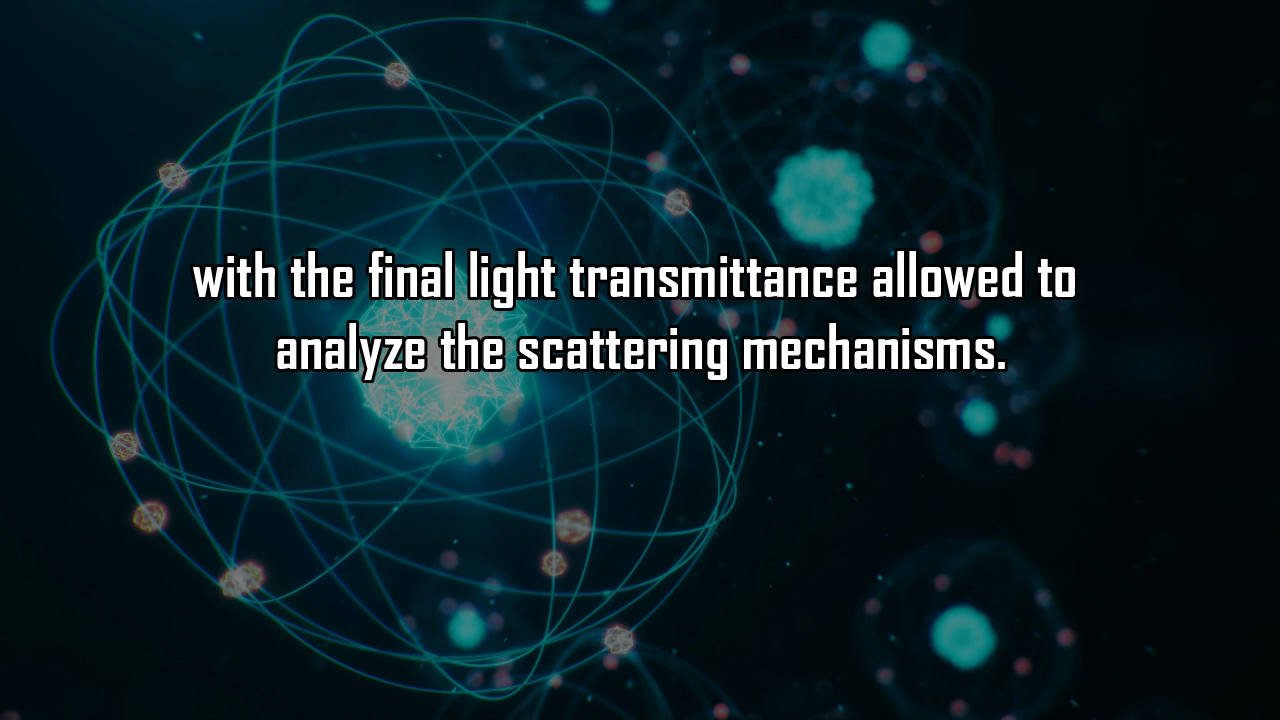 with the final light transmittance allowed to
analyze the scattering mechanisms.